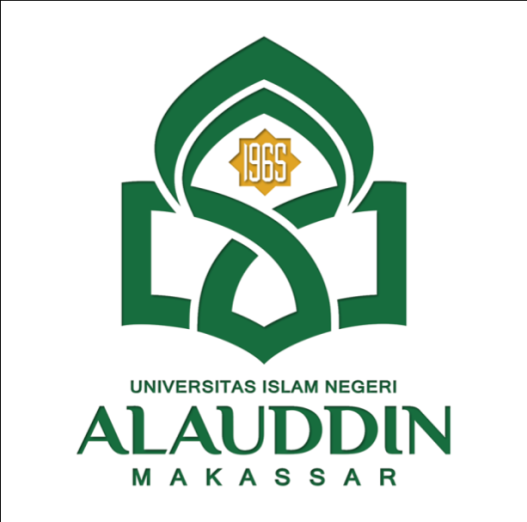 1965
UNIVERSITAS ISLAM NEGERI
ALAUDDIN
MAKASSAR